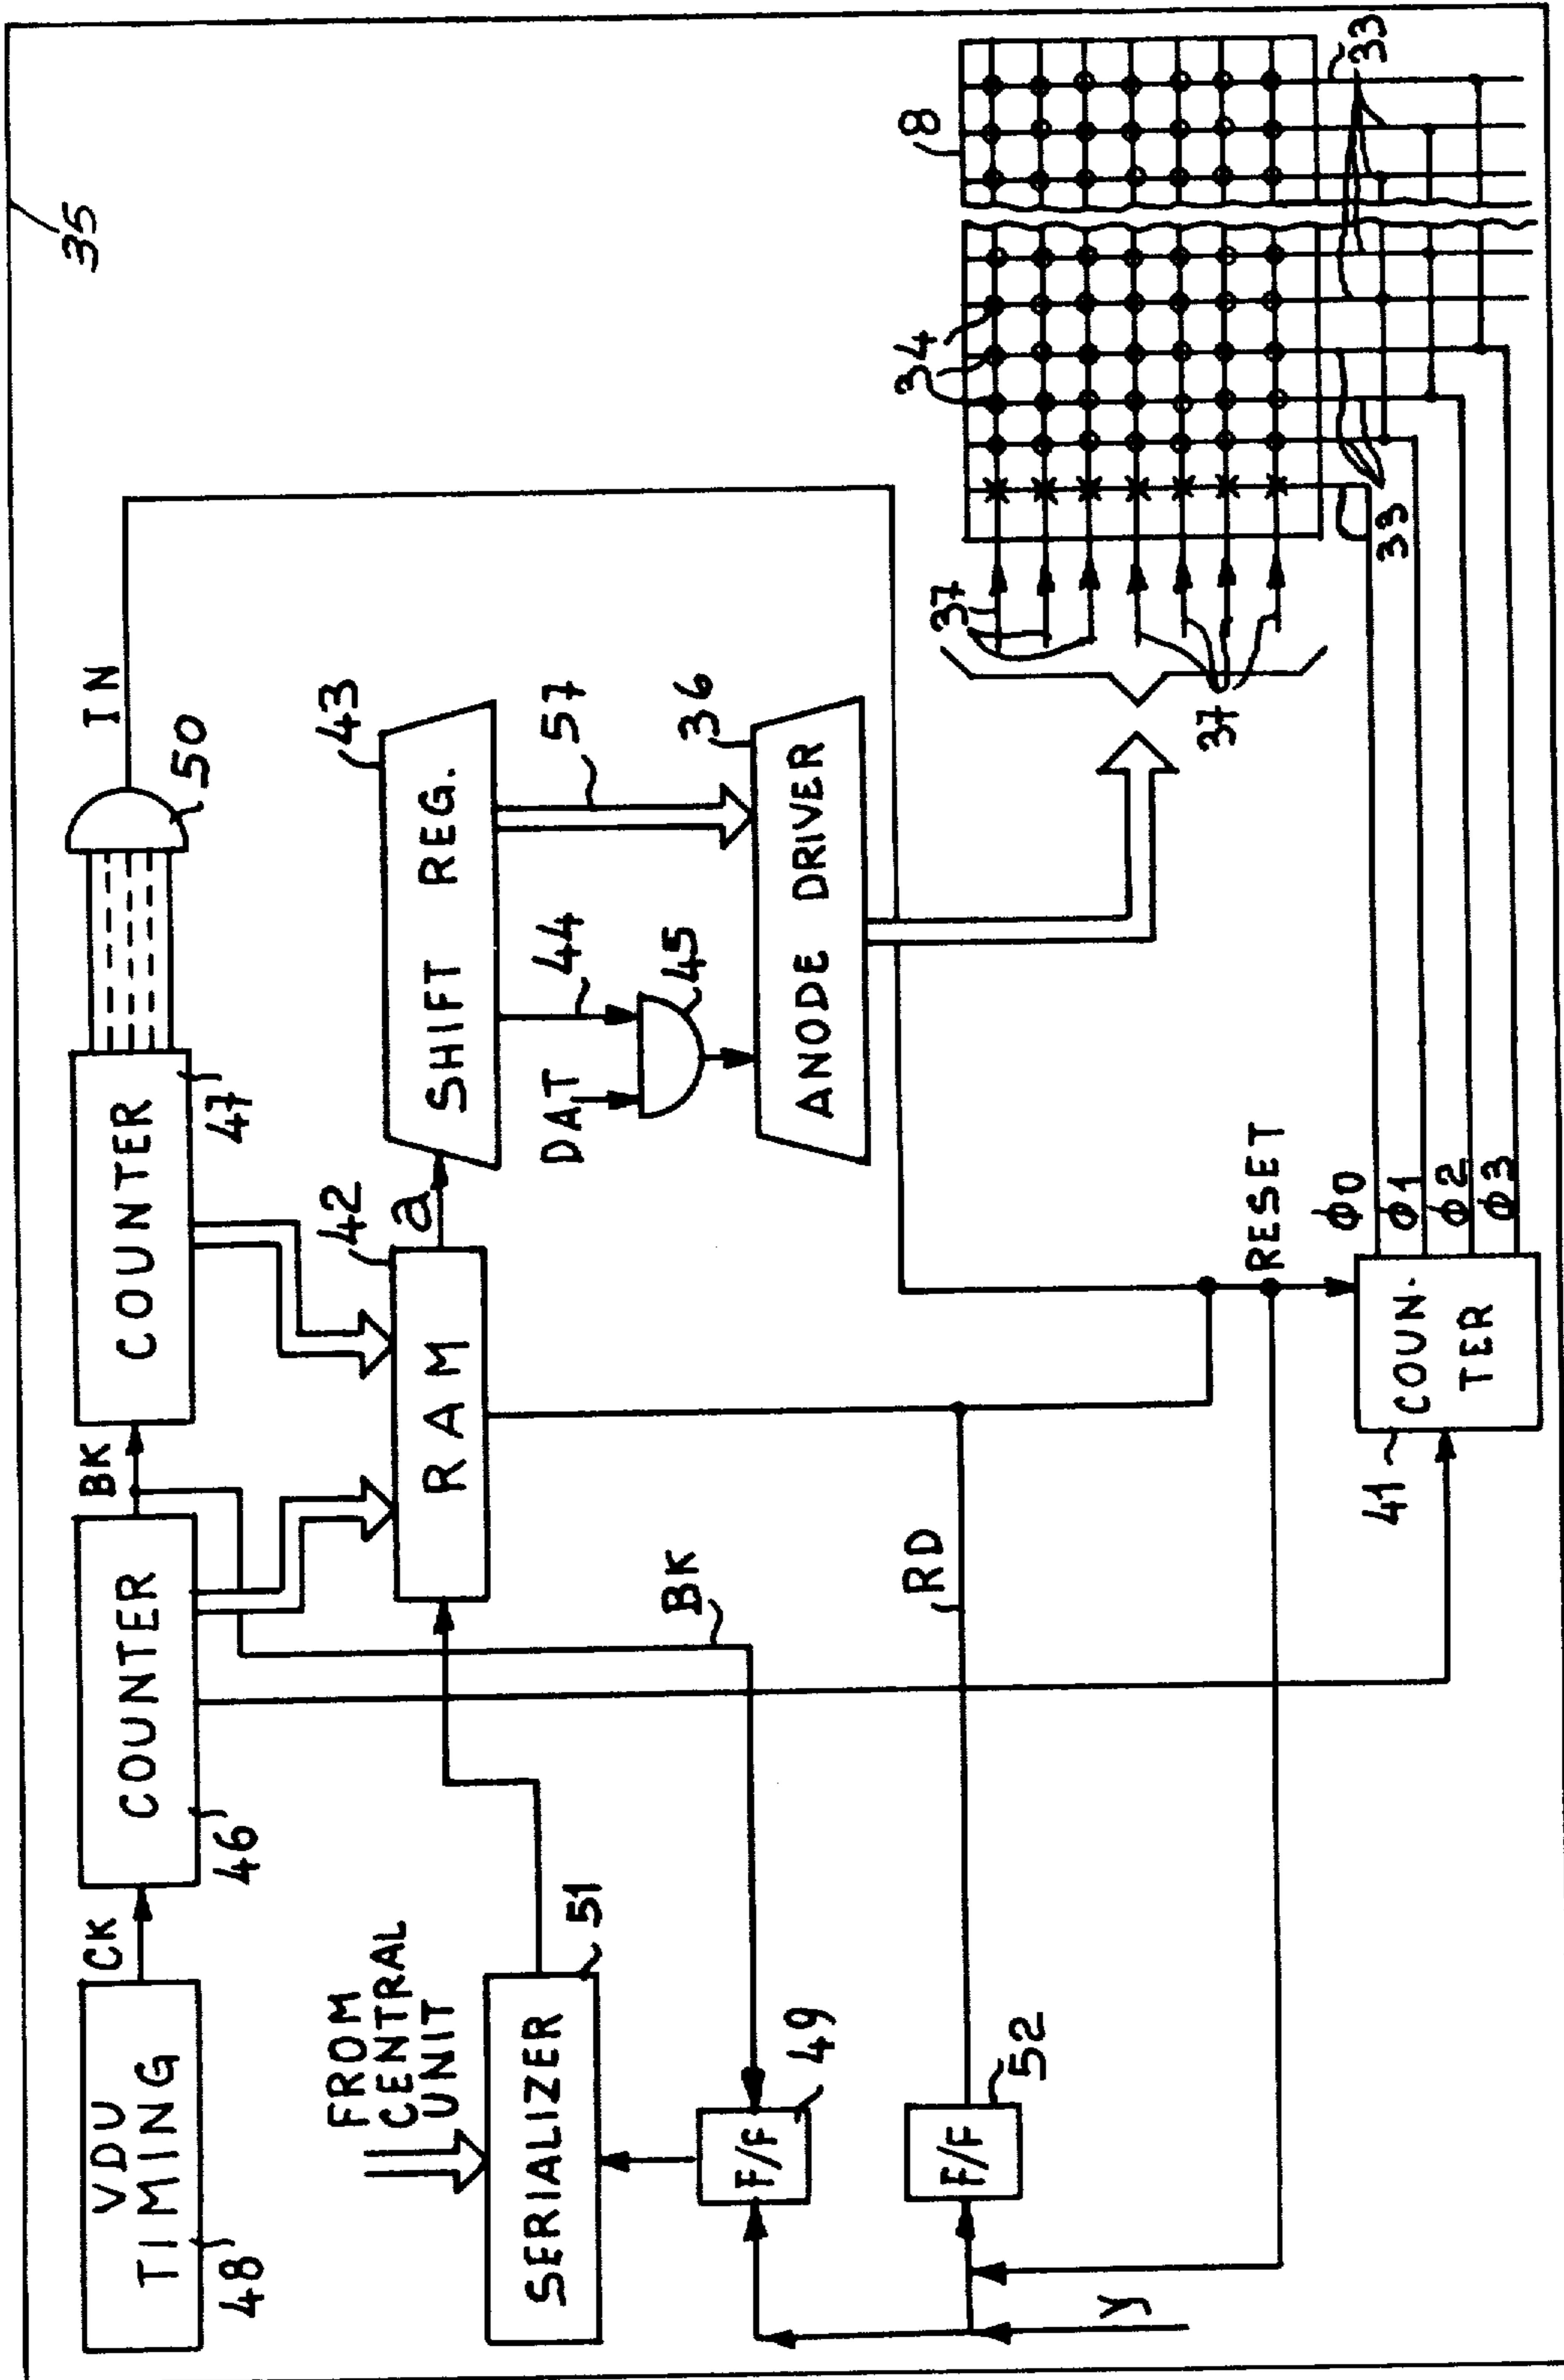 35
VDU
TIMING
48
CK
COUNTER
46
BK
COUNTER
47
50
IN
FROM
CENTRAL
UNIT
SERIALIZER
51
RAM
42
a
SHIFT REG.
43
44
57
DAT
45
ANODE DRIVER
36
BK
F/F
49
F/F
52
RD
y
RESET
COUN-
TER
41
φ0
φ1
φ2
φ3
37
37
34
8
33
33